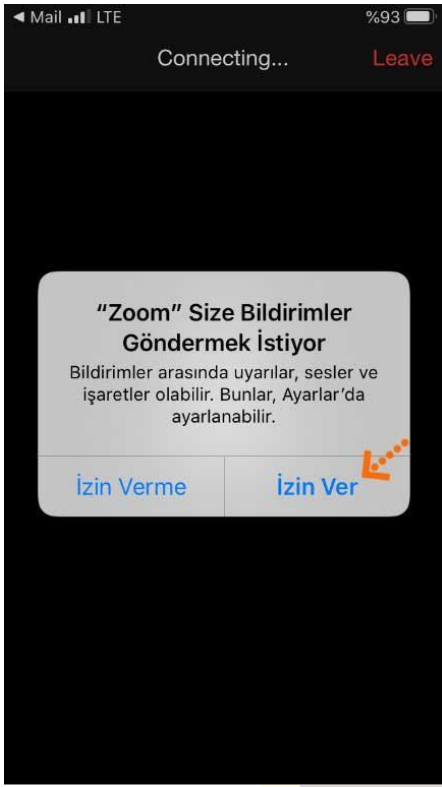 ◀ Mail LTE %93
Connecting... Leave
“Zoom” Size Bildirimler
Göndermek İstiyor
Bildirimler arasında uyarılar, sesler ve
işaretler olabilir. Bunlar, Ayarlar’da
ayarlanabilir.
İzin Verme İzin Ver